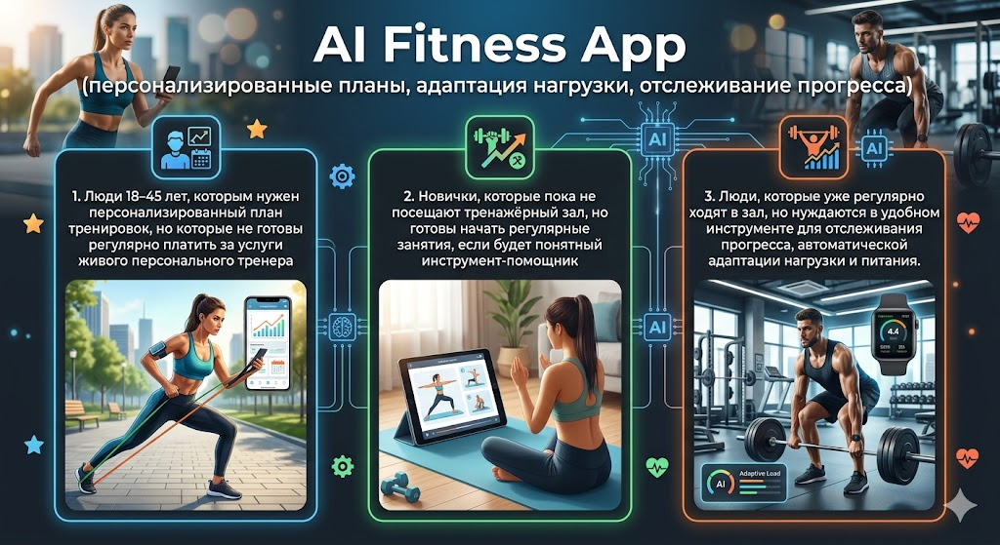 AI Fitness App
(персонализированные планы, адаптация нагрузки, отслеживание прогресса)
AI
AI
1. Люди 18–45 лет, которым нужен
персонализированный план
тренировок, но которые не готовы
регулярно платить за услуги
живого персонального тренера
2. Новички, которые пока не
посещают тренажёрный зал, но
готовы начать регулярные
занятия, если будет понятный
инструмент-помощник
3. Люди, которые уже регулярно
ходят в зал, но нуждаются в удобном
инструменте для отслеживания
прогресса, автоматической
адаптации нагрузки и питания.
AI
4.4
AI
Adaptive Load